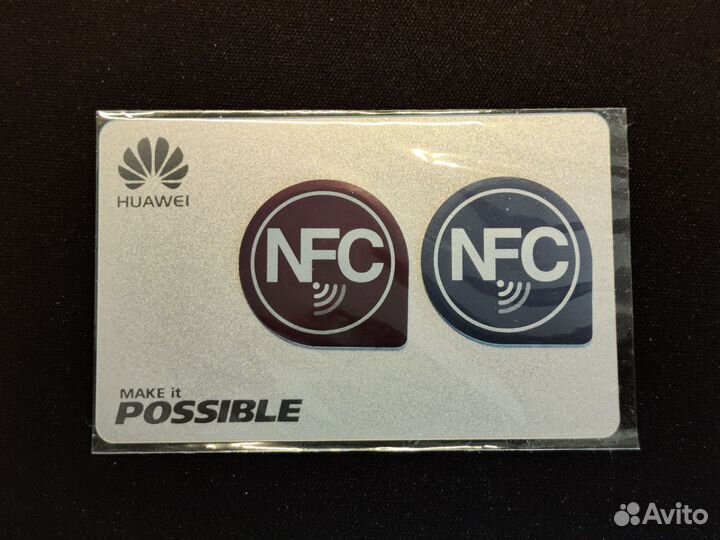 HUAWEI
NFC
NFC
MAKE it
POSSIBLE
Avito